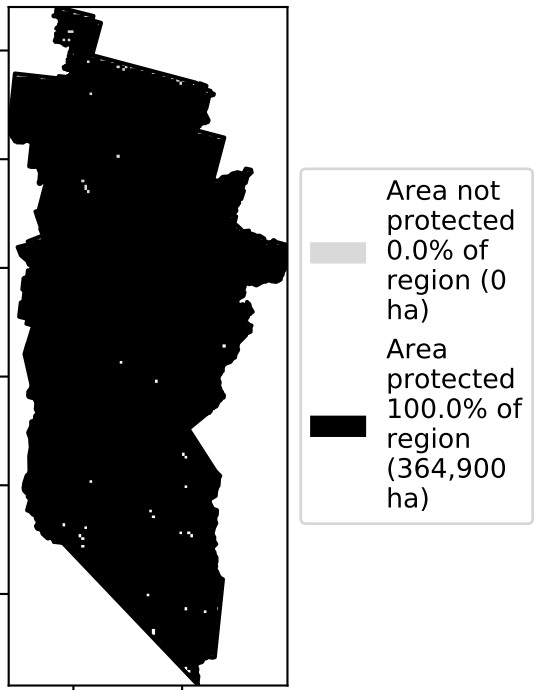 Area not
protected
0.0% of
region (0
ha)
Area
protected
100.0% of
region
(364,900
ha)